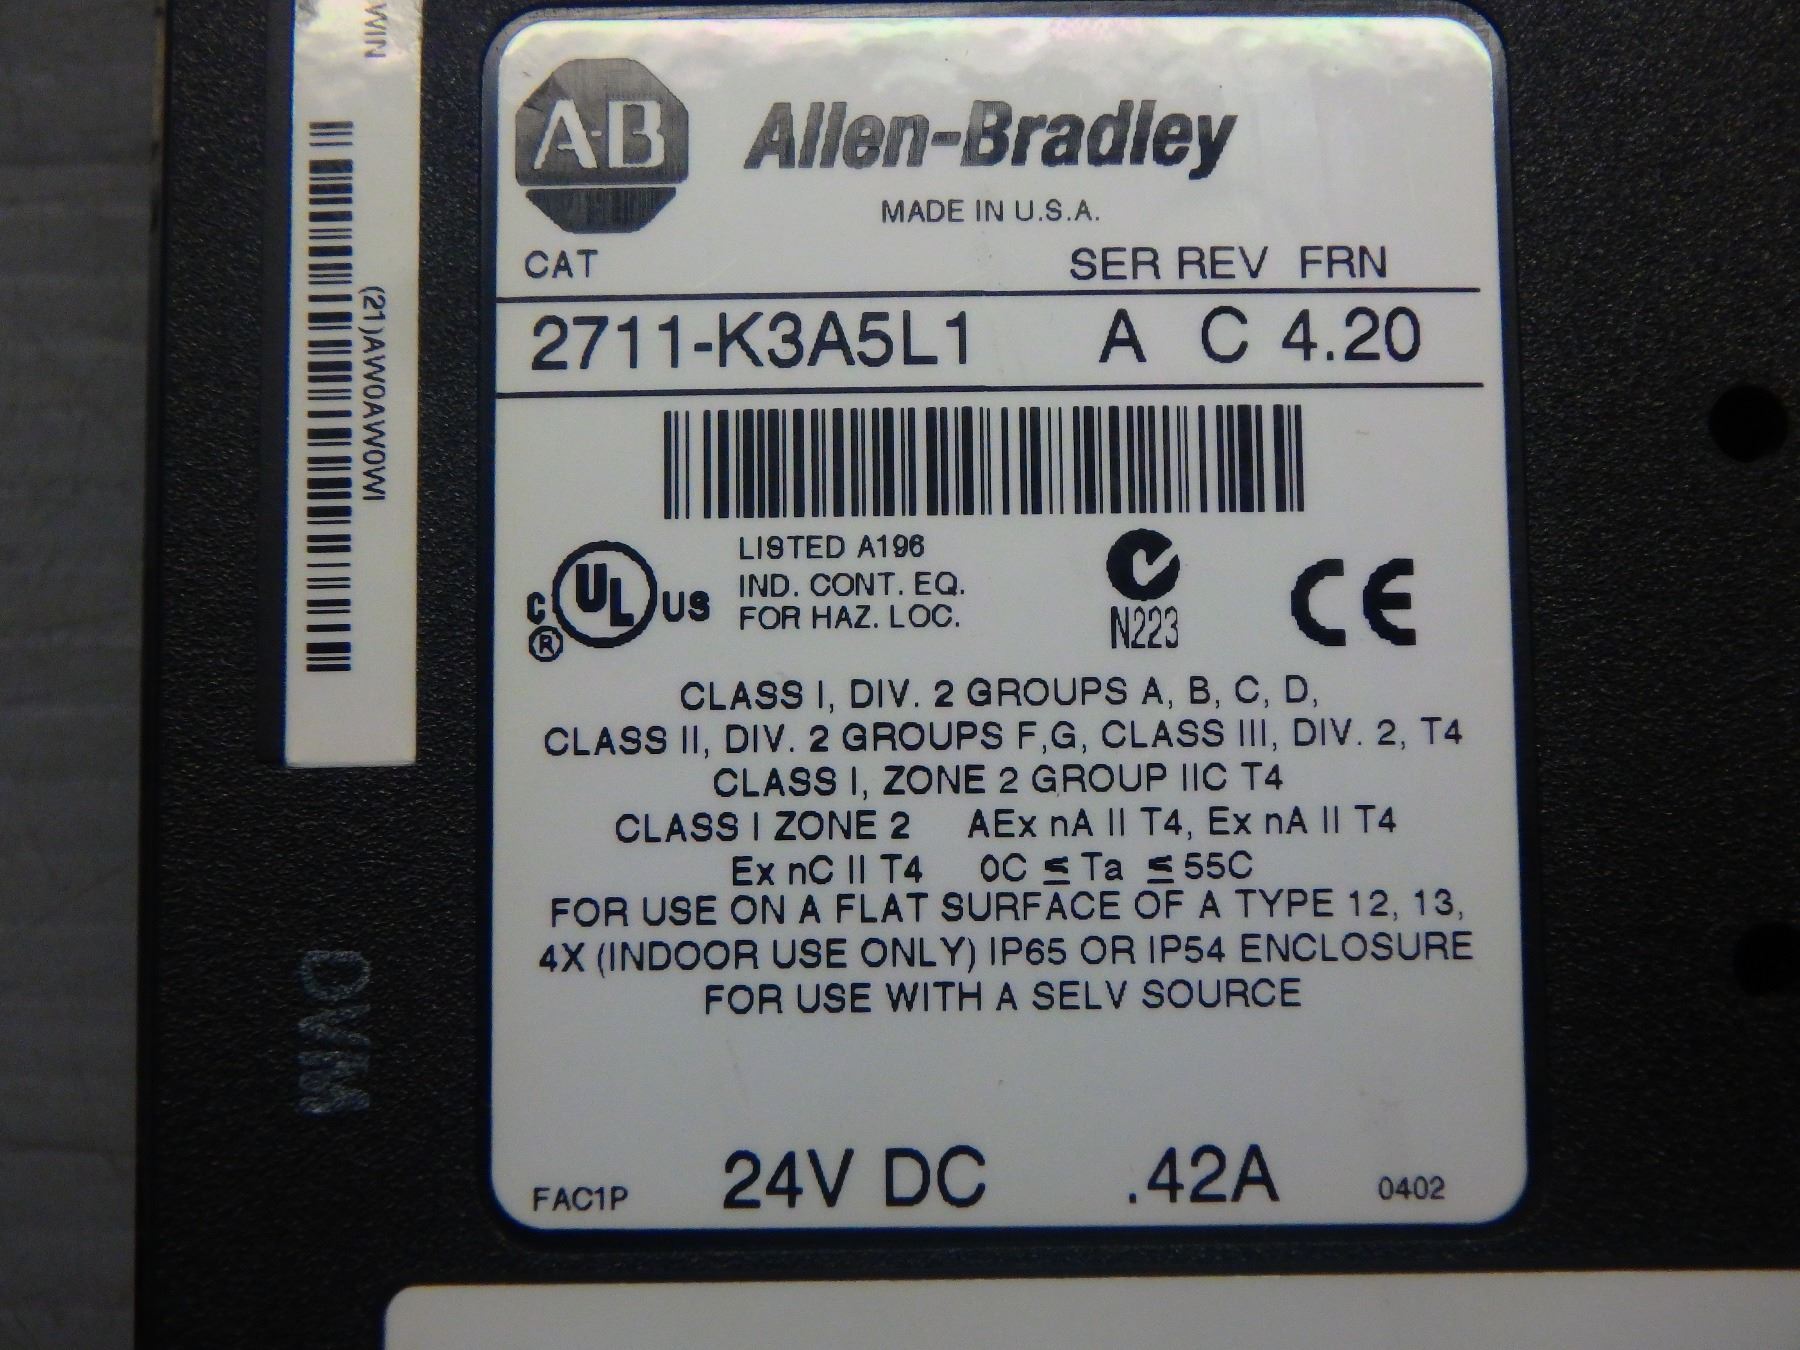 WIN
(21)AW0AW0WI
DVM
A-B
Allen-Bradley
MADE IN U.S.A.
CAT SER REV FRN
2711-K3A5L1 A C 4.20
C UL US
®
LISTED A196
IND. CONT. EQ.
FOR HAZ. LOC.
N223
CE
CLASS I, DIV. 2 GROUPS A, B, C, D,
CLASS II, DIV. 2 GROUPS F,G, CLASS III, DIV. 2, T4
CLASS I, ZONE 2 GROUP IIC T4
CLASS I ZONE 2 AEx nA II T4, Ex nA II T4
Ex nC II T4 0C ≤ Ta ≤ 55C
FOR USE ON A FLAT SURFACE OF A TYPE 12, 13,
4X (INDOOR USE ONLY) IP65 OR IP54 ENCLOSURE
FOR USE WITH A SELV SOURCE
FAC1P 24V DC .42A 0402